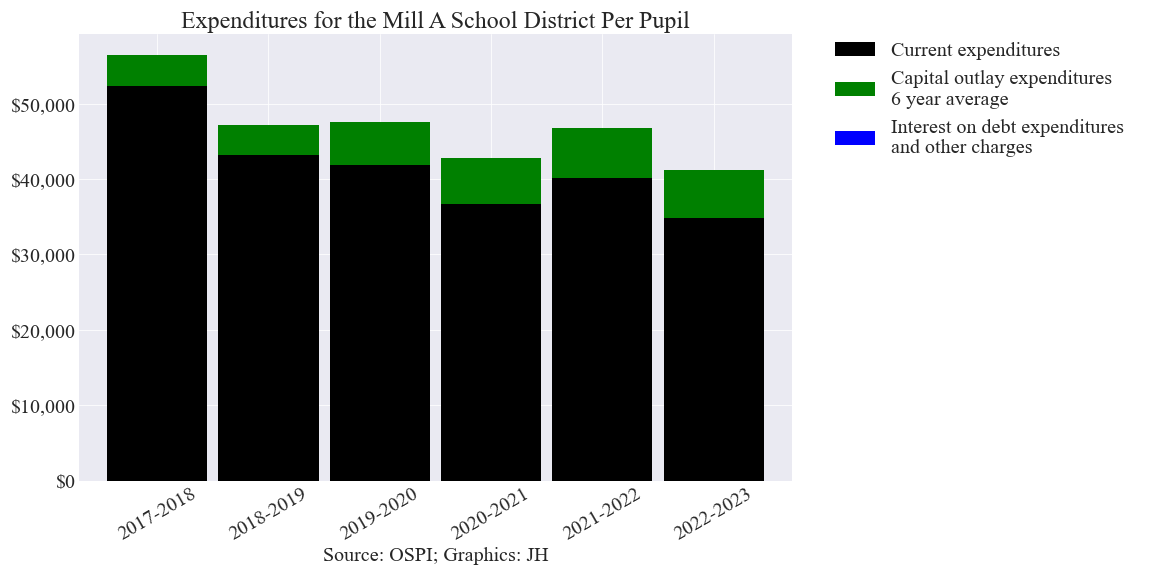 Expenditures for the Mill A School District Per Pupil
Current expenditures
Capital outlay expenditures
6 year average
Interest on debt expenditures
and other charges
$50,000
$40,000
$30,000
$20,000
$10,000
$0
2017-2018
2018-2019
2019-2020
2020-2021
2021-2022
2022-2023
Source: OSPI; Graphics: JH